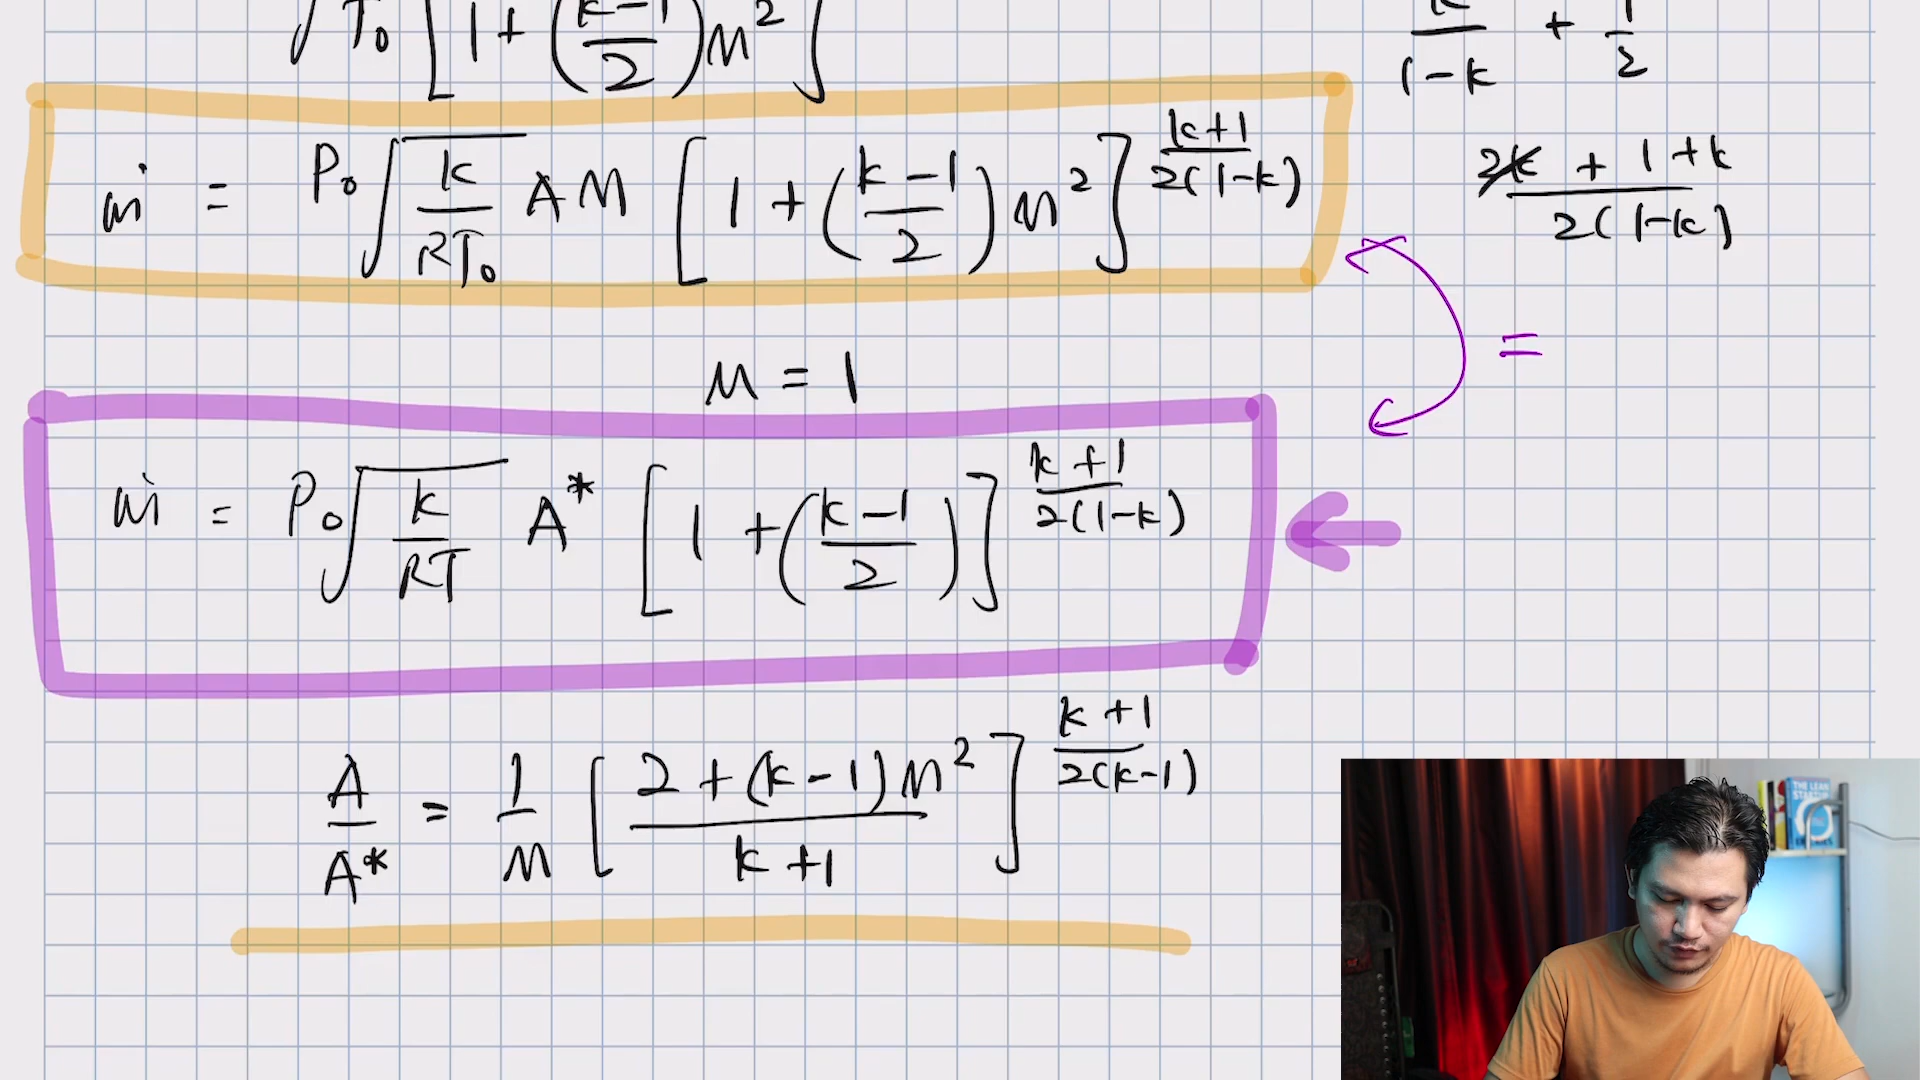 √T₀ [1 + ((k-1)/2) M²]
k/(1-k) + 1/2
ṁ = P₀ √(k/RT₀) A M [1 + ((k-1)/2) M²]^((k+1)/(2(1-k)))
(2k + 1 + k)/(2(1-k))
=
M = 1
ṁ = P₀ √(k/RT) A* [1 + ((k-1)/2)]^((k+1)/(2(1-k)))
A/A* = 1/M [(2 + (k-1)M²)/(k+1)]^((k+1)/(2(k-1)))
THE LEAN